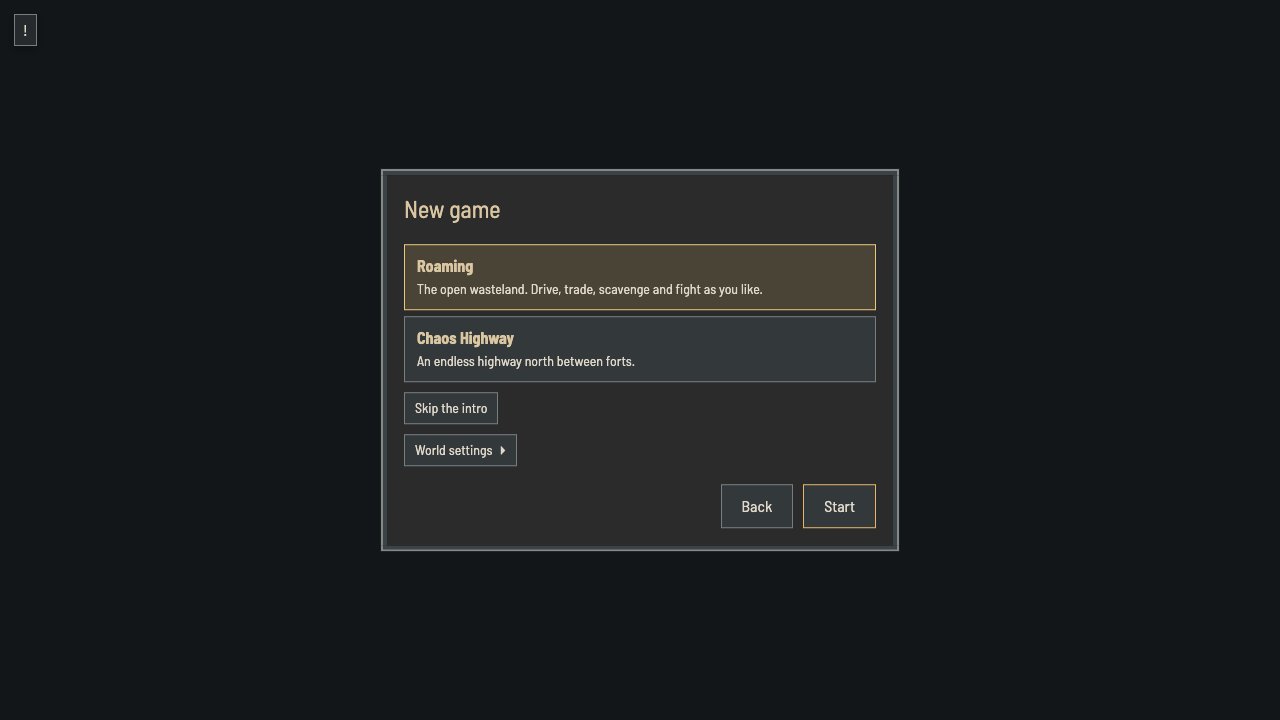 !
New game
Roaming
The open wasteland. Drive, trade, scavenge and fight as you like.
Chaos Highway
An endless highway north between forts.
Skip the intro
World settings
Back
Start